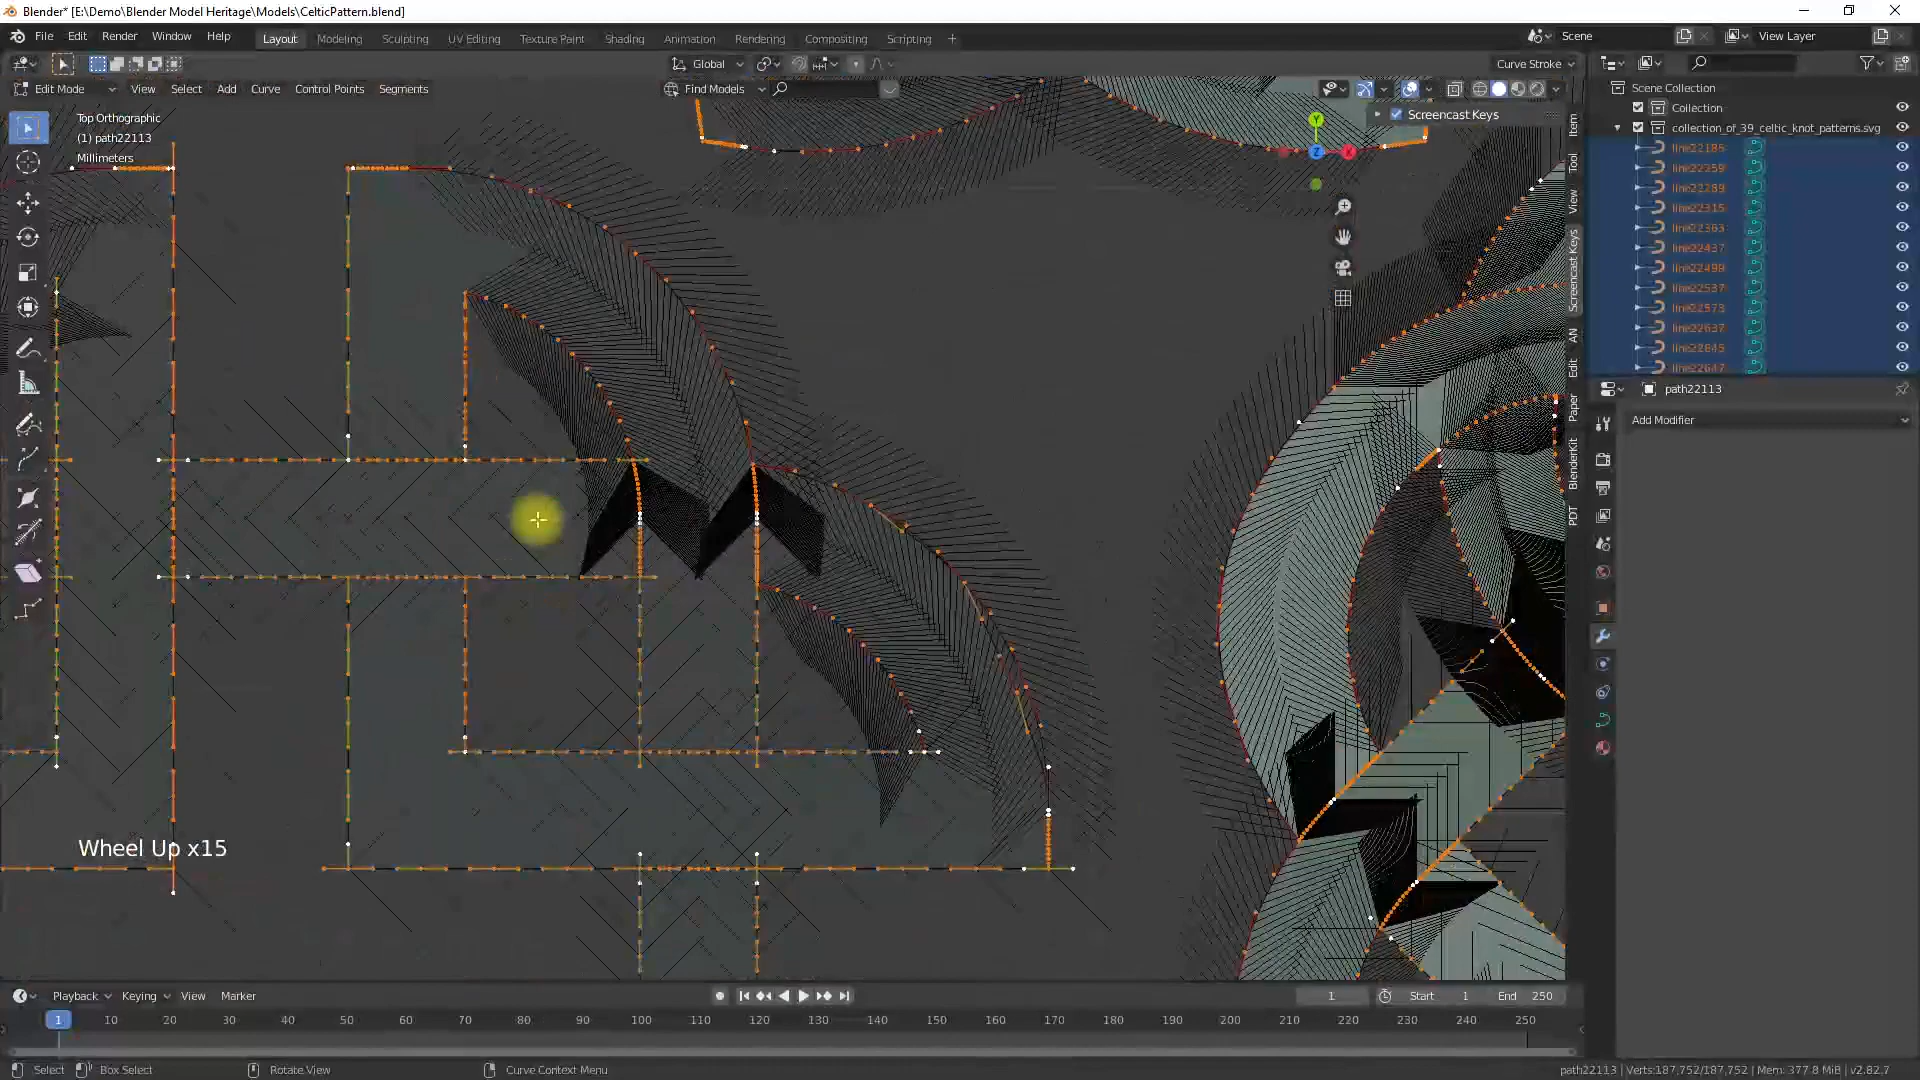 Blender* [E:\Demo\Blender Model Heritage\Models\CelticPattern.blend]
File Edit Render Window Help
Layout Modeling Sculpting UV Editing Texture Paint Shading Animation Rendering Compositing Scripting +
Scene
View Layer
Global
Curve Stroke
Edit Mode View Select Add Curve Control Points Segments
Find Models
Top Orthographic
(1) path22113
Millimeters
Screencast Keys
Y
Z
X
Item
Tool
View
Screencast Keys
AN
Edit
Paper
BlenderKit
PDT
Scene Collection
Collection
collection_of_39_celtic_knot_patterns.svg
line22185
line22259
line22289
line22315
line22363
line22437
line22498
line22537
line22573
line22637
line22645
line22647
path22113
Add Modifier
Wheel Up x15
Playback Keying View Marker
1 Start 1 End 250
1 10 20 30 40 50 60 70 80 90 100 110 120 130 140 150 160 170 180 190 200 210 220 230 240 250
Select Box Select Rotate View Curve Context Menu
path22113 | Verts:187,752/187,752 | Mem: 377.8 MiB | v2.82.7